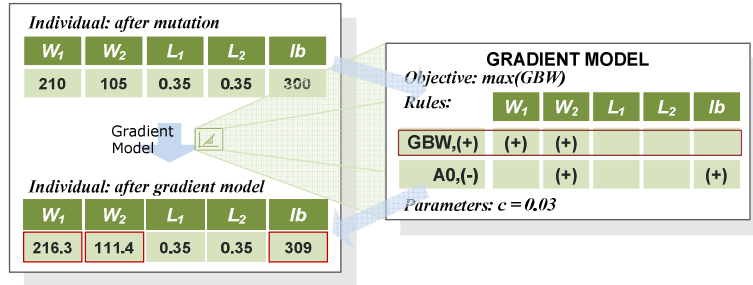 Individual: after mutation
W1 W2 L1 L2 Ib
210 105 0.35 0.35 300
Gradient Model
Individual: after gradient model
W1 W2 L1 L2 Ib
216.3 111.4 0.35 0.35 309
GRADIENT MODEL
Objective: max(GBW)
Rules: W1 W2 L1 L2 Ib
GBW,(+) (+) (+)
A0,(-) (+) (+)
Parameters: c = 0.03